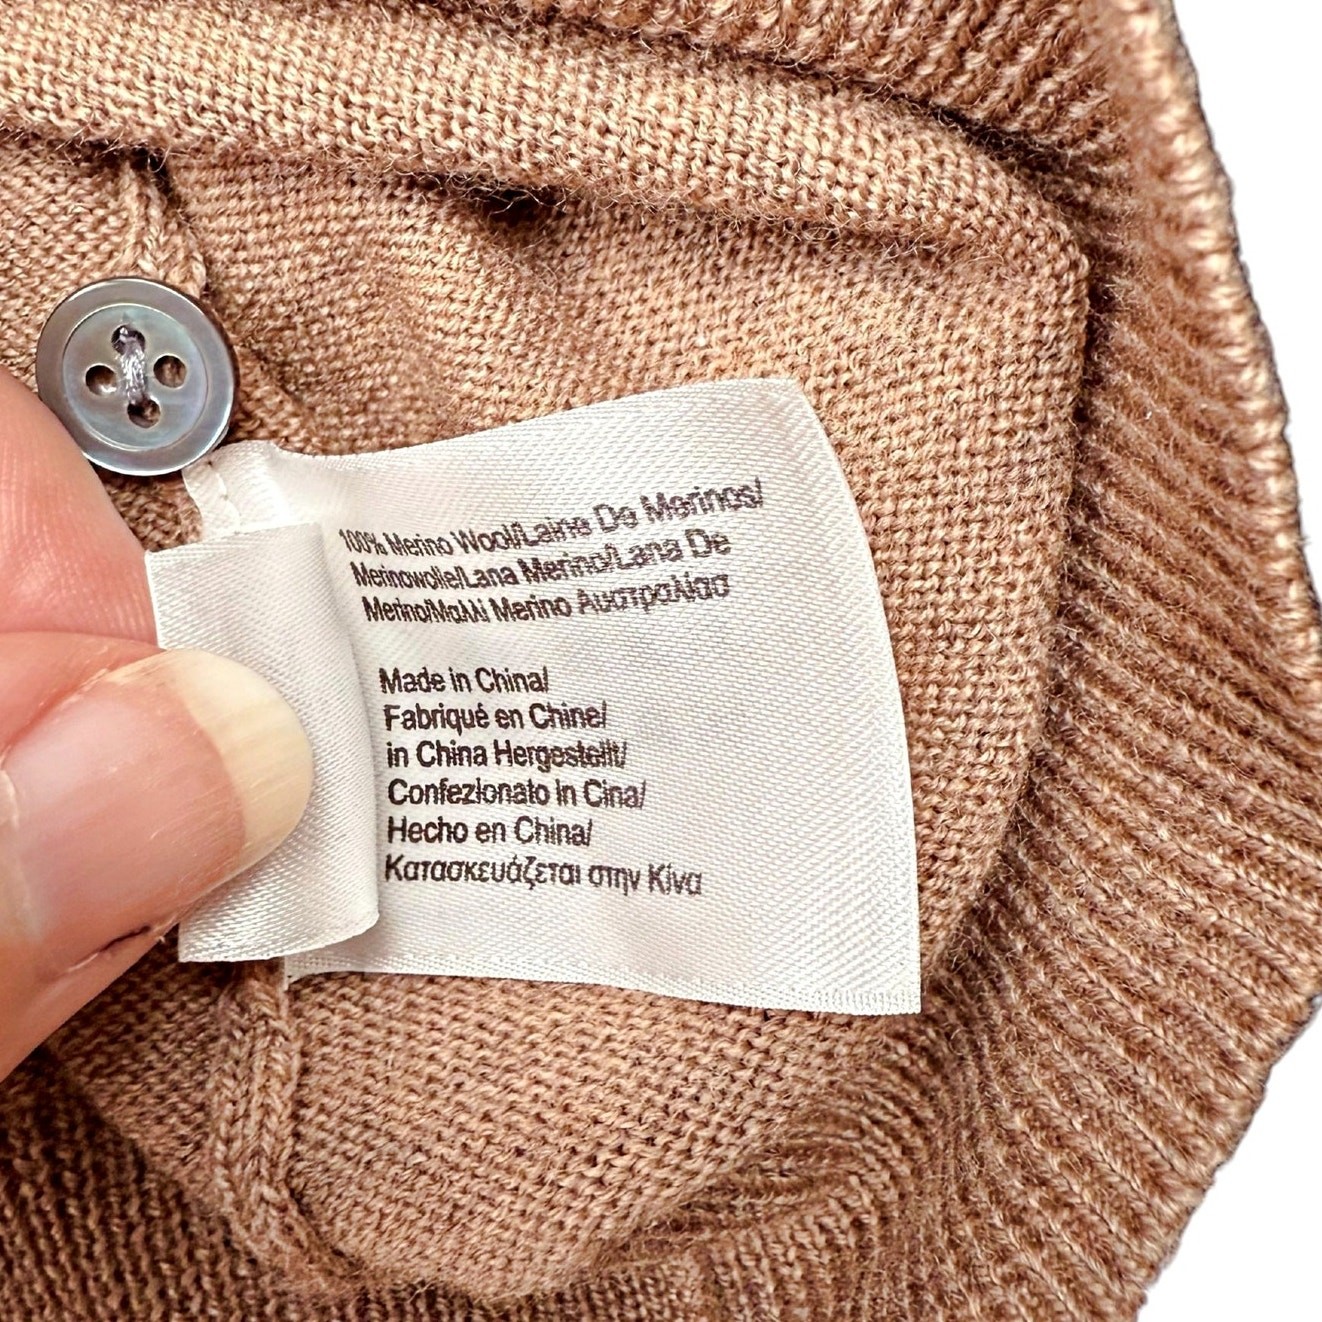 100% Merino Wool/Laine De Merinos/
Merinowolle/Lana Merino/Lana De
Merino/Μαλλί Merino Αυστραλίας
Made in China/
Fabriqué en Chine/
in China Hergestellt/
Confezionato in Cina/
Hecho en China/
Κατασκευάζεται στην Κίνα